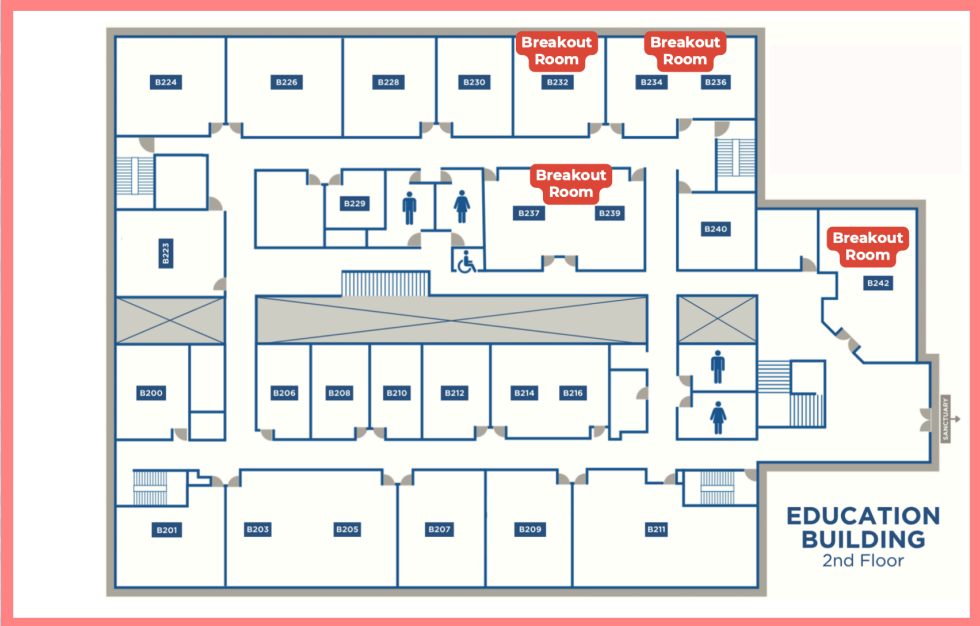 Breakout
Room
Breakout
Room
B224
B226
B228
B230
B232
B234
B236
Breakout
Room
B229
B237
B239
B240
B223
Breakout
Room
B242
B200
B206
B208
B210
B212
B214
B216
SANCTUARY
B201
B203
B205
B207
B209
B211
EDUCATION
BUILDING
2nd Floor